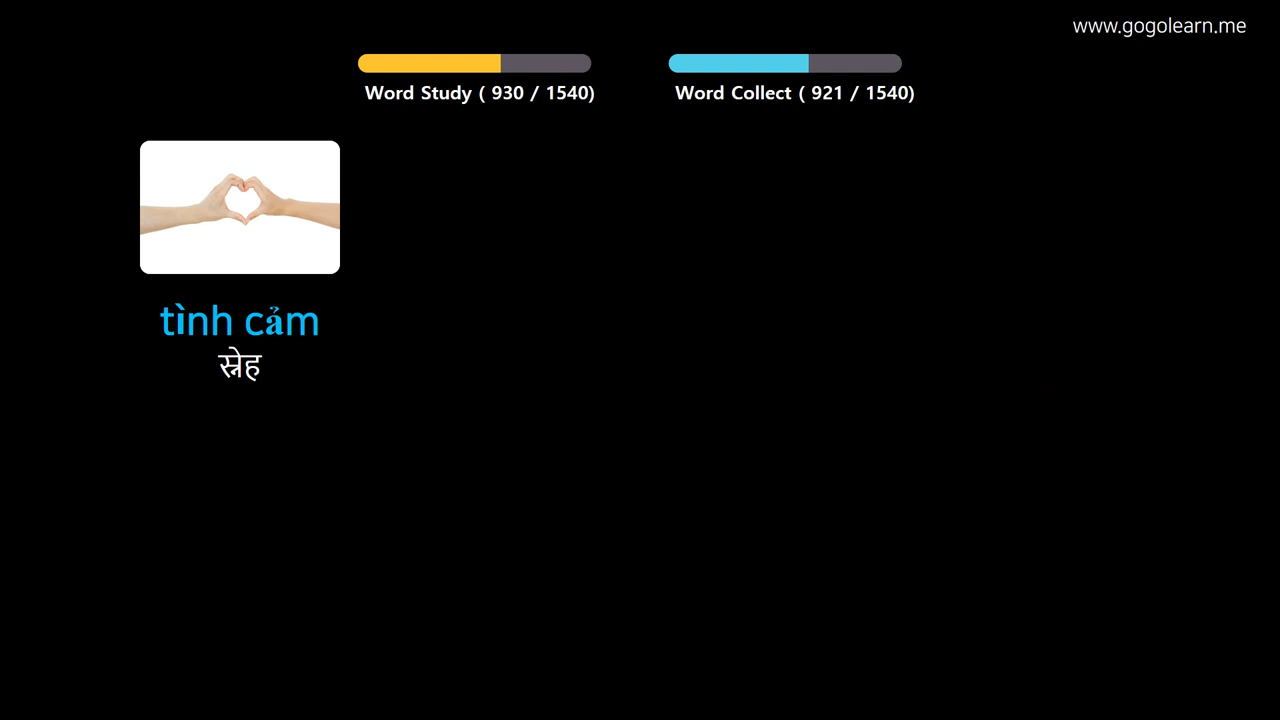 www.gogolearn.me
Word Study ( 930 / 1540)
Word Collect ( 921 / 1540)
tình cảm
स्नेह